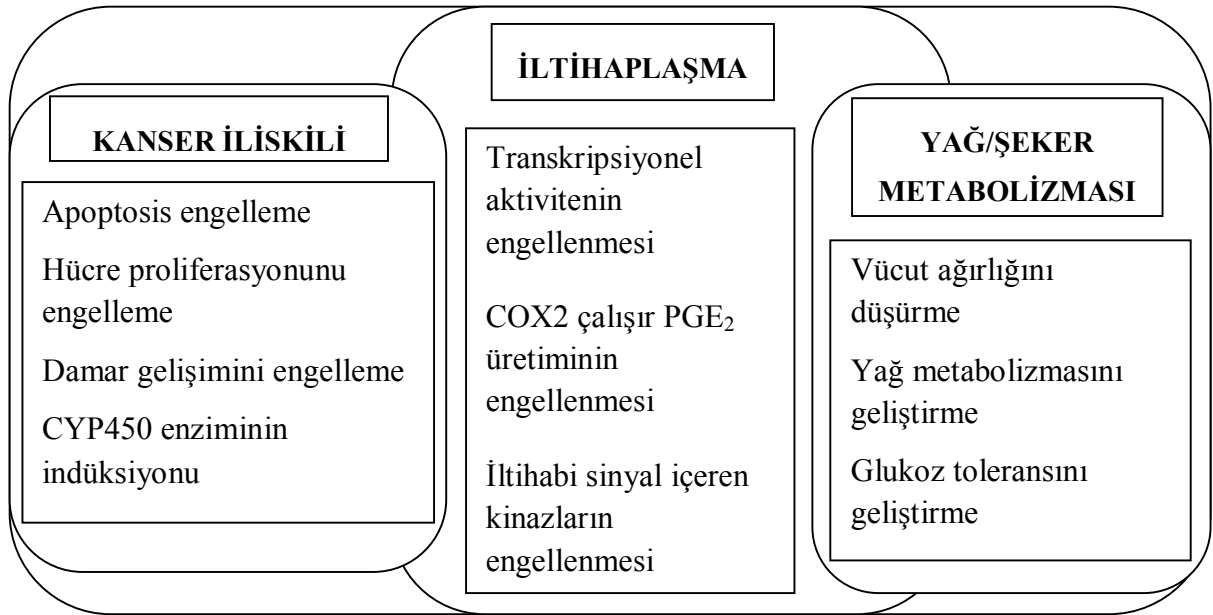 KANSER İLİSKİLİ
Apoptosis engelleme
Hücre proliferasyonunu
engelleme
Damar gelişimini engelleme
CYP450 enziminin
indüksiyonu
İLTİHAPLAŞMA
Transkripsiyonel
aktivitenin
engellenmesi
COX2 çalışır PGE₂
üretiminin
engellenmesi
İltihabi sinyal içeren
kinazların
engellenmesi
YAĞ/ŞEKER
METABOLİZMASI
Vücut ağırlığını
düşürme
Yağ metabolizmasını
geliştirme
Glukoz toleransını
geliştirme